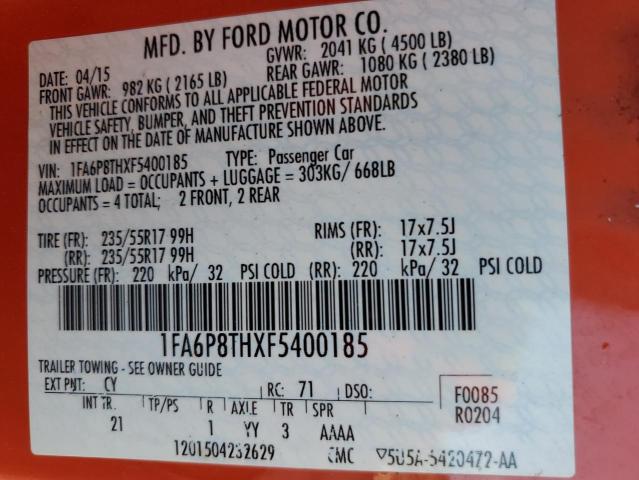 MFD. BY FORD MOTOR CO.
DATE: 04/15 GVWR: 2041 KG ( 4500 LB)
FRONT GAWR: 982 KG ( 2165 LB) REAR GAWR: 1080 KG ( 2380LB)
THIS VEHICLE CONFORMS TO ALL APPLICABLE FEDERAL MOTOR
VEHICLE SAFETY, BUMPER, AND THEFT PREVENTION STANDARDS
IN EFFECT ON THE DATE OF MANUFACTURE SHOWN ABOVE.
VIN: 1FA6P8THXF5400185 TYPE: Passenger Car
MAXIMUM LOAD = OCCUPANTS + LUGGAGE = 303KG/ 668LB
OCCUPANTS = 4 TOTAL; 2 FRONT, 2 REAR
TIRE (FR): 235/55R17 99H RIMS (FR): 17x7.5J
(RR): 235/55R17 99H (RR): 17x7.5J
PRESSURE (FR): 220 kPa/ 32 PSI COLD (RR): 220 kPa/ 32 PSI COLD
1FA6P8THXF5400185
TRAILER TOWING - SEE OWNER GUIDE
EXT PNT: CY RC: 71 DSO: F0085
INT TR. TP/PS R AXLE TR SPR R0204
21 1 YY 3 AAAA
1201504232629 CMC